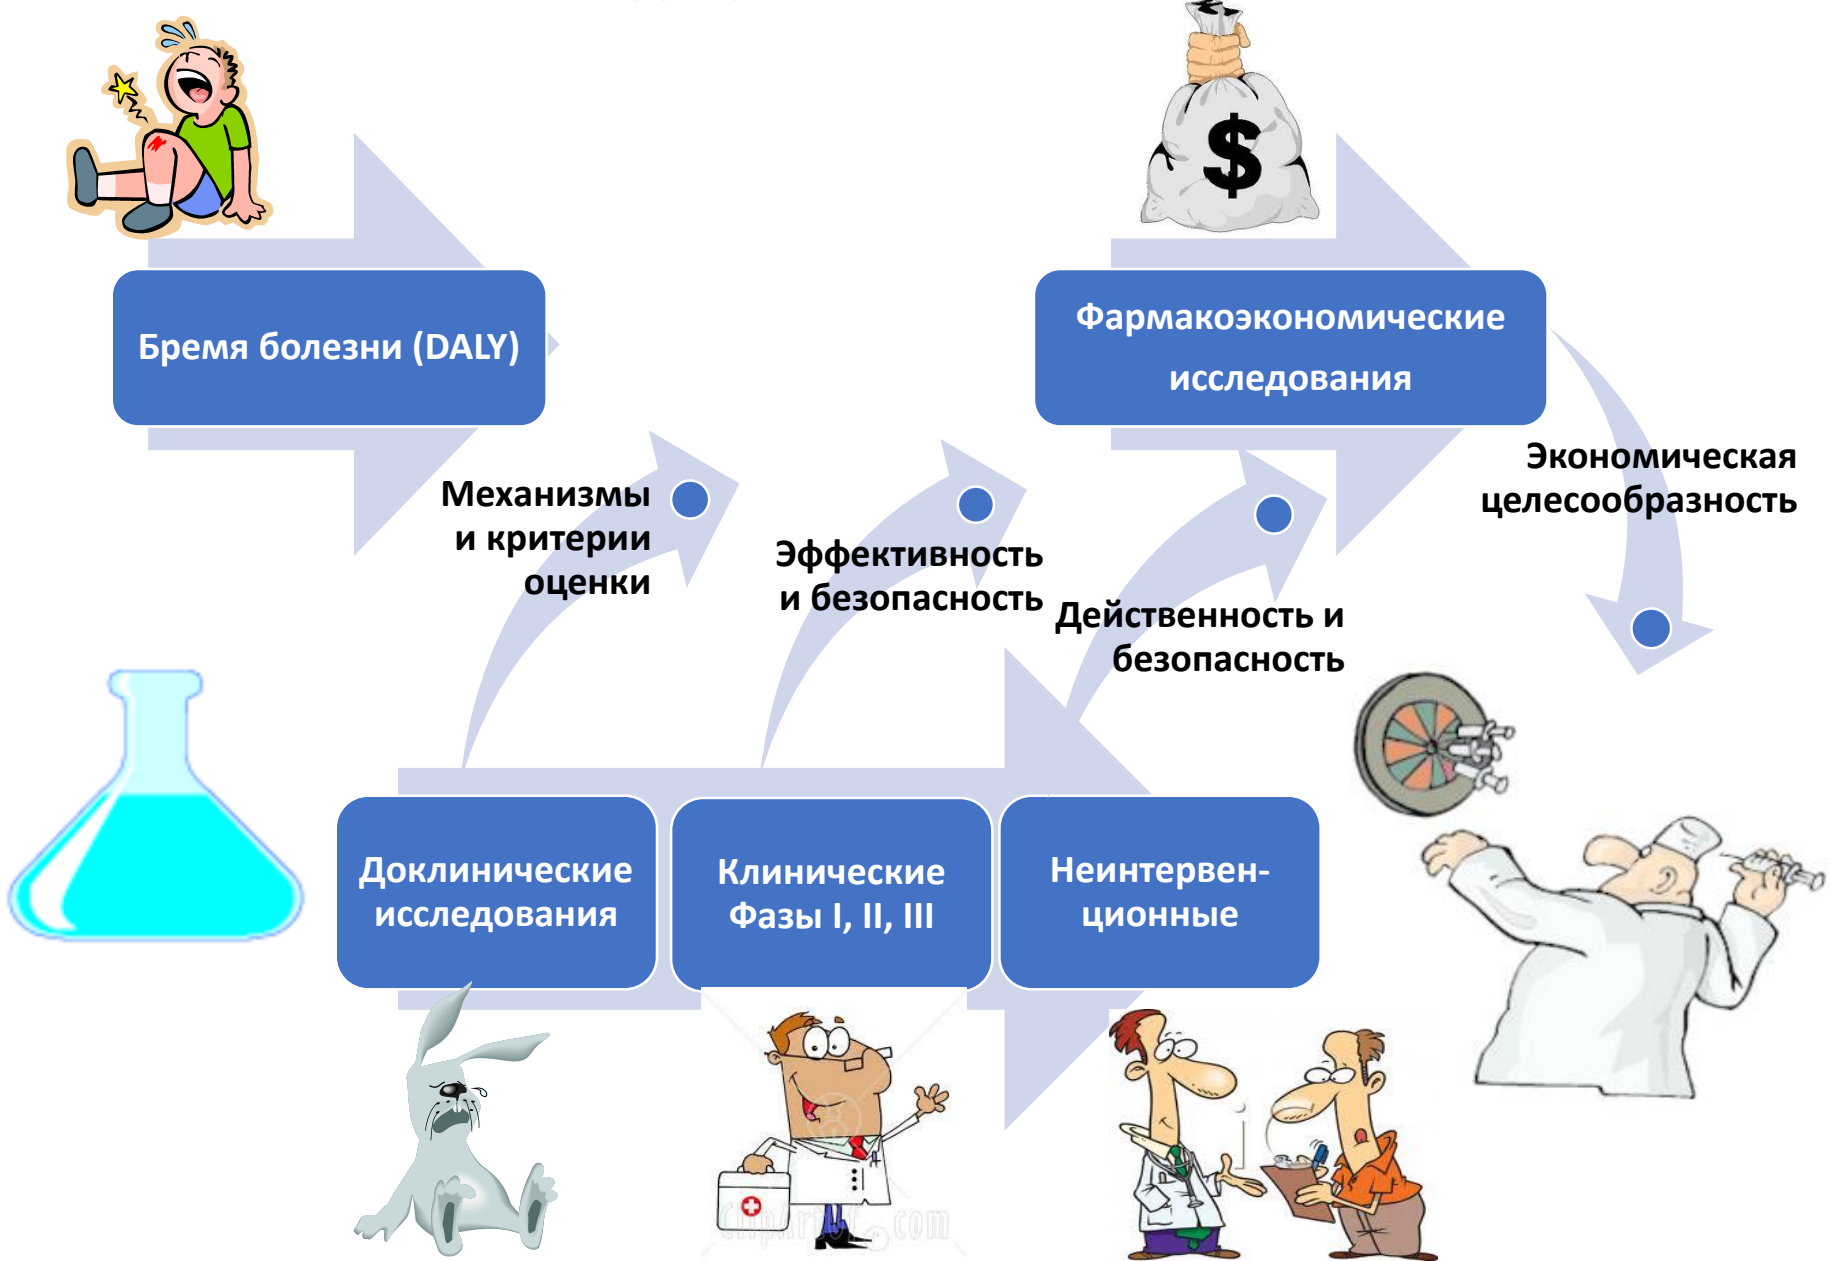 $
Бремя болезни (DALY)
Фармакоэкономические
исследования
Механизмы
и критерии
оценки
Эффективность
и безопасность
Действенность и
безопасность
Экономическая
целесообразность
Доклинические
исследования
Клинические
Фазы I, II, III
Неинтервен-
ционные